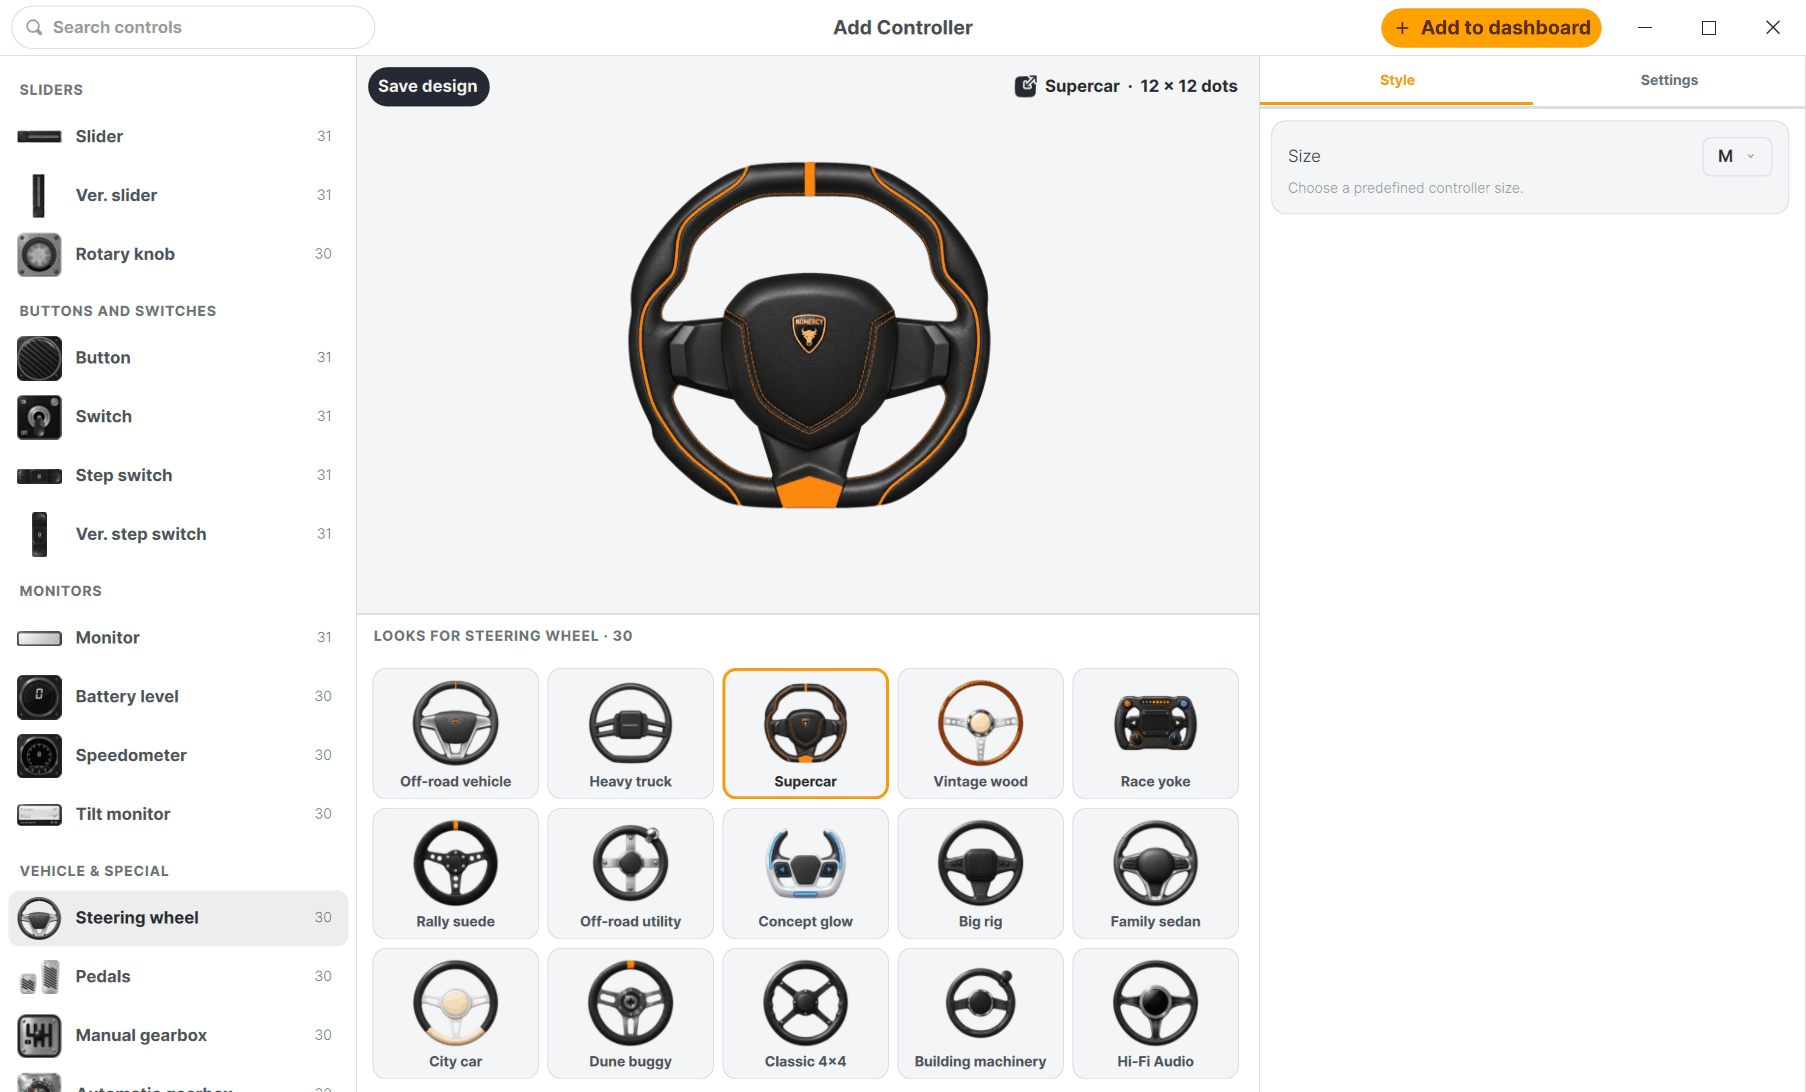 Search controls
Add Controller
+ Add to dashboard
SLIDERS
Slider 31
Ver. slider 31
Rotary knob 30
BUTTONS AND SWITCHES
Button 31
Switch 31
Step switch 31
Ver. step switch 31
MONITORS
Monitor 31
Battery level 30
Speedometer 30
Tilt monitor 30
VEHICLE & SPECIAL
Steering wheel 30
Pedals 30
Manual gearbox 30
Save design
Supercar · 12 × 12 dots
NOMERCY
LOOKS FOR STEERING WHEEL · 30
Off-road vehicle
Heavy truck
Supercar
Vintage wood
Race yoke
Rally suede
Off-road utility
Concept glow
Big rig
Family sedan
City car
Dune buggy
Classic 4×4
Building machinery
Hi-Fi Audio
Style
Settings
Size
M
Choose a predefined controller size.